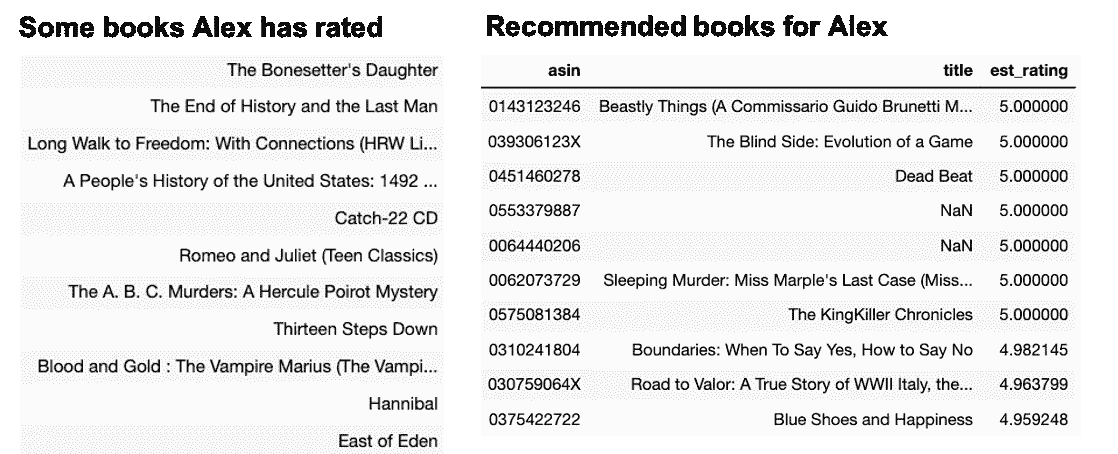 Some books Alex has rated
The Bonesetter's Daughter
The End of History and the Last Man
Long Walk to Freedom: With Connections (HRW Li...
A People's History of the United States: 1492 ...
Catch-22 CD
Romeo and Juliet (Teen Classics)
The A. B. C. Murders: A Hercule Poirot Mystery
Thirteen Steps Down
Blood and Gold : The Vampire Marius (The Vampi...
Hannibal
East of Eden
Recommended books for Alex
asin title est_rating
0143123246 Beastly Things (A Commissario Guido Brunetti M... 5.000000
039306123X The Blind Side: Evolution of a Game 5.000000
0451460278 Dead Beat 5.000000
0553379887 NaN 5.000000
0064440206 NaN 5.000000
0062073729 Sleeping Murder: Miss Marple's Last Case (Miss... 5.000000
0575081384 The KingKiller Chronicles 5.000000
0310241804 Boundaries: When To Say Yes, How to Say No 4.982145
030759064X Road to Valor: A True Story of WWII Italy, the... 4.963799
0375422722 Blue Shoes and Happiness 4.959248